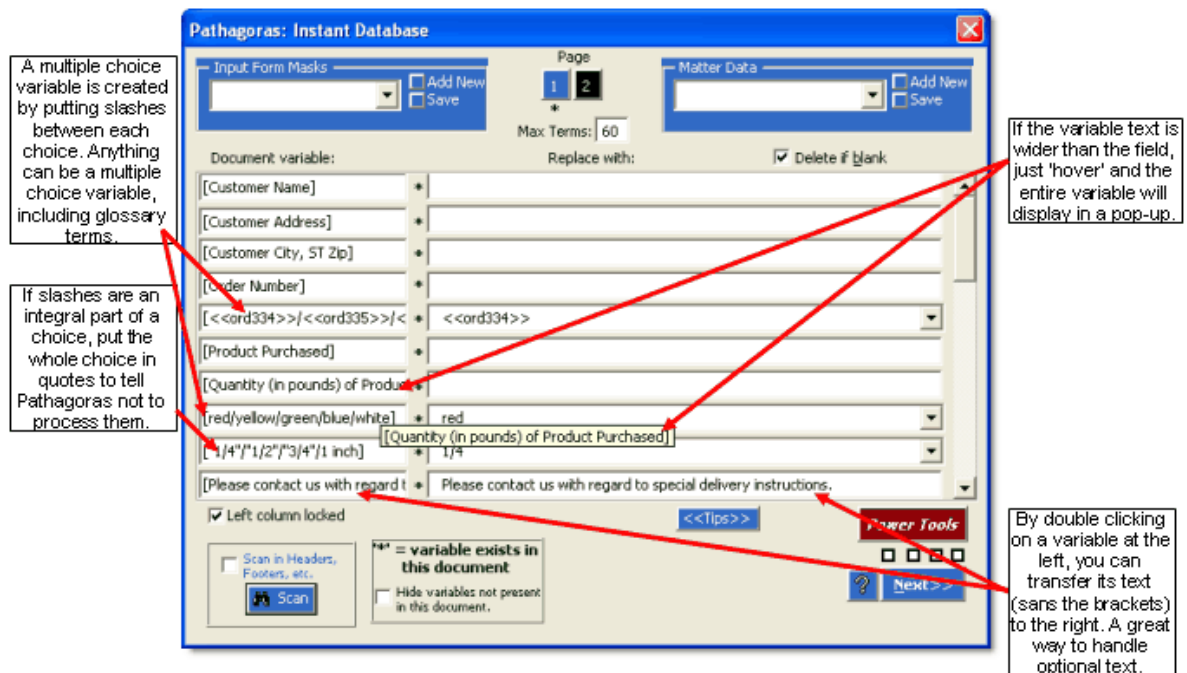 Pathagoras: Instant Database
Input Form Masks
Add New
Save
Page
1 2
*
Max Terms: 60
Matter Data
Add New
Save
Document variable:
Replace with:
Delete if blank
[Customer Name] *
[Customer Address] *
[Customer City, ST Zip] *
[Order Number] *
[<<ord334>>/<<ord335>>/< * <<ord334>>
[Product Purchased] *
[Quantity (in pounds) of Produc *
[red/yellow/green/blue/white] * red
[Quantity (in pounds) of Product Purchased]
["1/4"/"1/2"/"3/4"/1 inch] * 1/4
[Please contact us with regard t * Please contact us with regard to special delivery instructions.
Left column locked
<<Tips>>
Power Tools
Scan in Headers,
Footers, etc.
Scan
"*" = variable exists in
this document
Hide variables not present
in this document.
?
Next>>
A multiple choice
variable is created
by putting slashes
between each
choice. Anything
can be a multiple
choice variable,
including glossary
terms.
If slashes are an
integral part of a
choice, put the
whole choice in
quotes to tell
Pathagoras not to
process them.
If the variable text is
wider than the field,
just 'hover' and the
entire variable will
display in a pop-up.
By double clicking
on a variable at the
left, you can
transfer its text
(sans the brackets)
to the right. A great
way to handle
optional text.